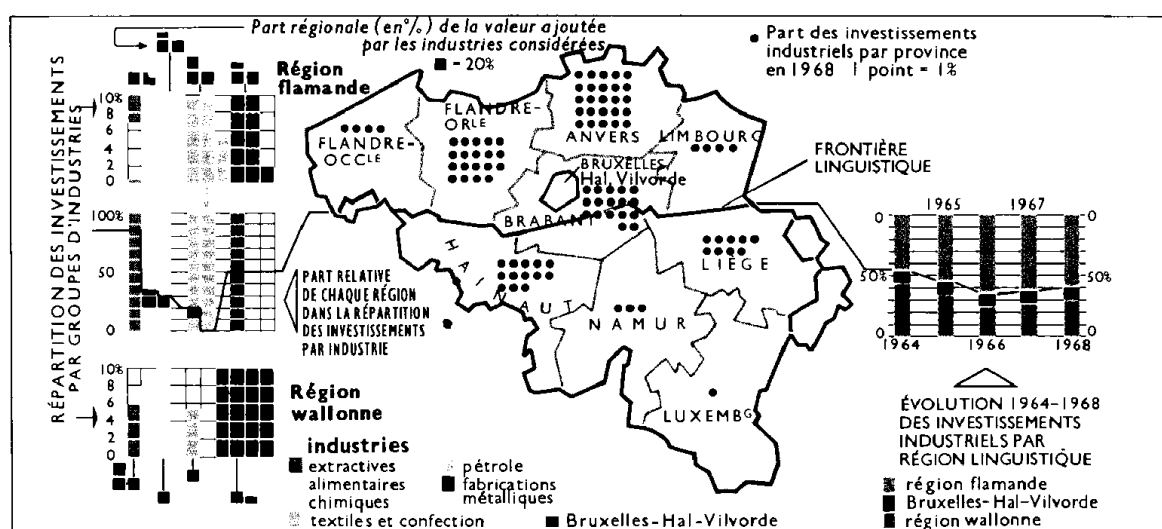 RÉPARTITION DES INVESTISSEMENTS
PAR GROUPES D'INDUSTRIES
Part régionale (en%) de la valeur ajoutée
par les industries considérées
= 20%
Région
flamande
10%
8
6
4
2
0
100%
50
0
10%
8
6
4
2
0
PART RELATIVE
DE CHAQUE RÉGION
DANS LA RÉPARTITION
DES INVESTISSEMENTS
PAR INDUSTRIE
Région
wallonne
industries
extractives
alimentaires
chimiques
textiles et confection
pétrole
fabrications
métalliques
Bruxelles-Hal-Vilvorde
Part des investissements
industriels par province
en 1968 1 point = 1%
FLANDRE-
OCCLE
FLANDRE-
ORLE
ANVERS
LIMBOURG
BRUXELLES
Hal, Vilvorde
BRABANT
HAINAUT
NAMUR
LIÈGE
LUXEMBG
FRONTIÈRE
LINGUISTIQUE
1965 1967
0 0
50% 50%
0 0
1964 1966 1968
ÉVOLUTION 1964-1968
DES INVESTISSEMENTS
INDUSTRIELS PAR
RÉGION LINGUISTIQUE
région flamande
Bruxelles-Hal-Vilvorde
région wallonne